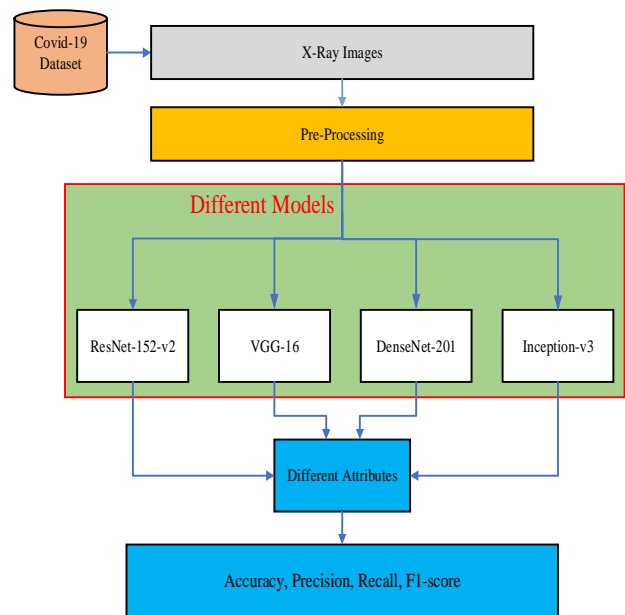 Covid-19
Dataset
X-Ray Images
Pre-Processing
Different Models
ResNet-152-v2
VGG-16
DenseNet-201
Inception-v3
Different Attributes
Accuracy, Precision, Recall, F1-score